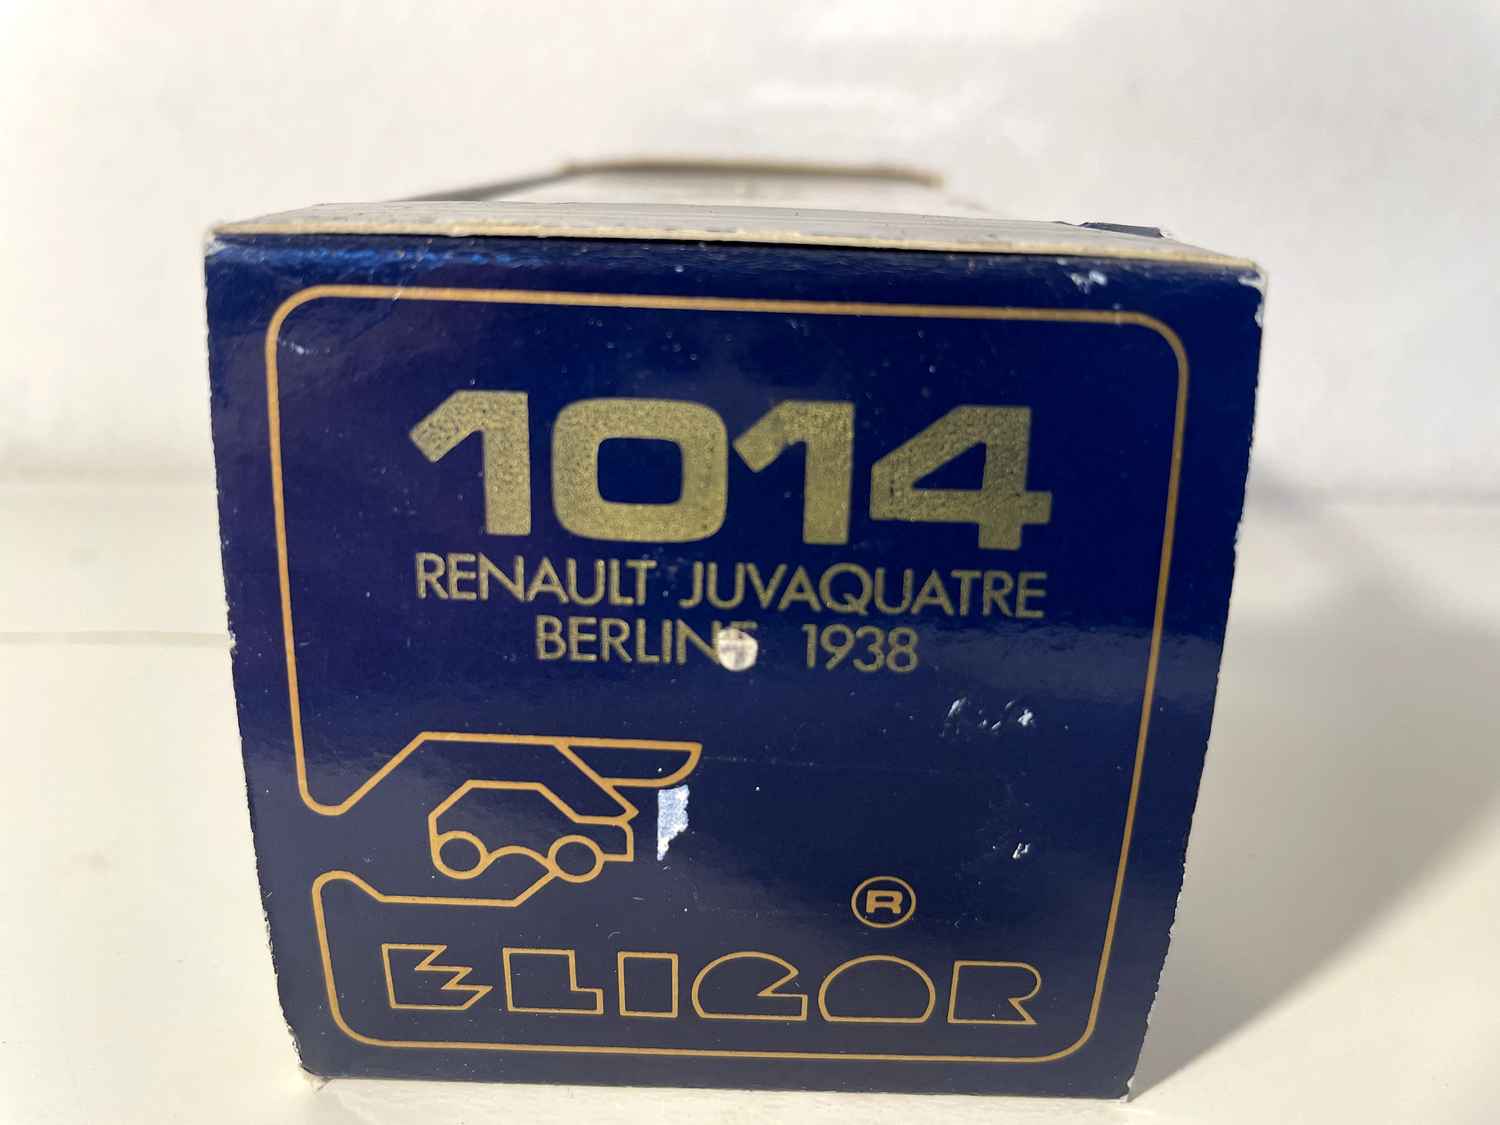 1014
RENAULT JUVAQUATRE
BERLINE 1938
®
ELIGOR